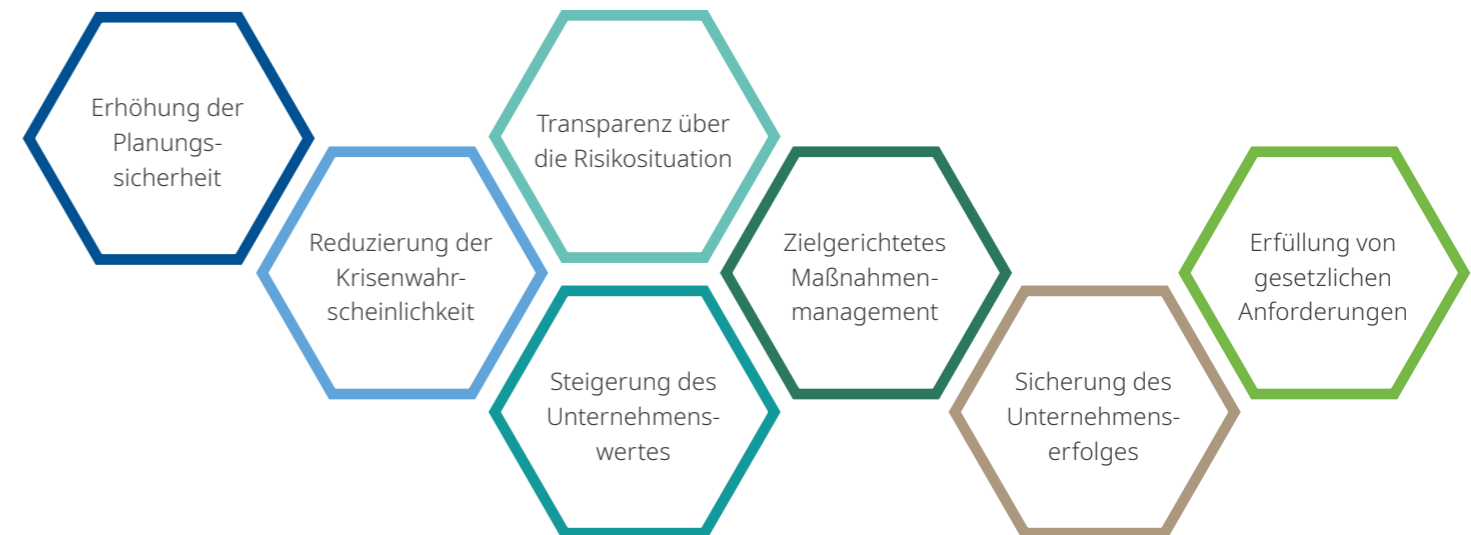 Erhöhung der
Planungs-
sicherheit
Reduzierung der
Krisenwahr-
scheinlichkeit
Transparenz über
die Risikosituation
Steigerung des
Unternehmens-
wertes
Zielgerichtetes
Maßnahmen-
management
Sicherung des
Unternehmens-
erfolges
Erfüllung von
gesetzlichen
Anforderungen